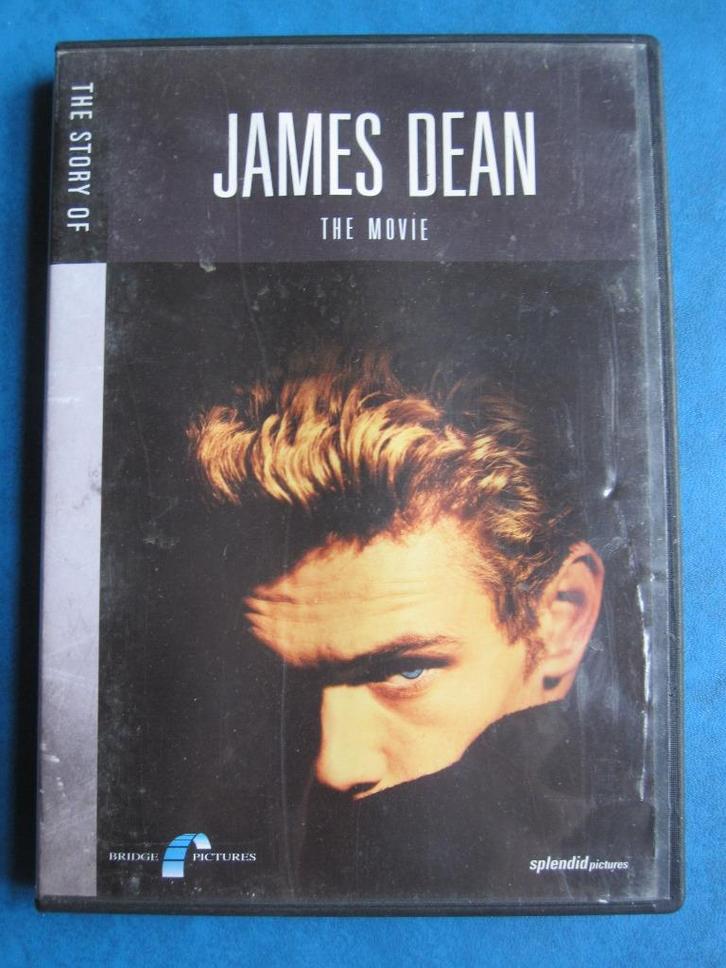 THE STORY OF
JAMES DEAN
THE MOVIE
BRIDGE PICTURES
splendid pictures